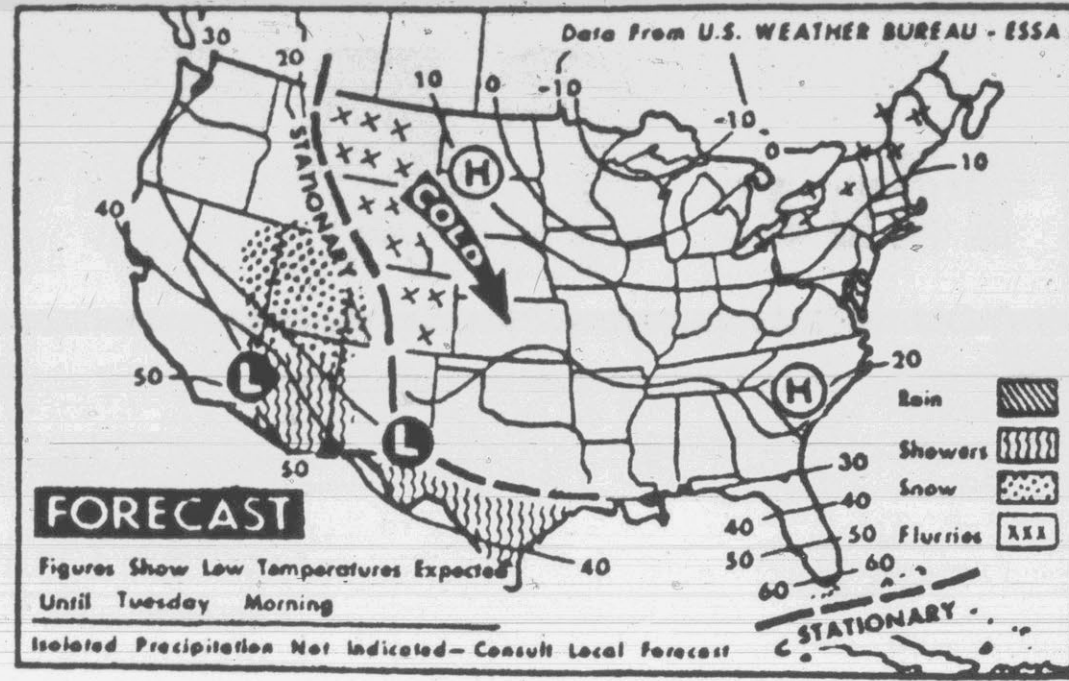 Data From U.S. WEATHER BUREAU - ESSA
30
20
10 0 -10
-10
0
10
STATIONARY
H
COLD
40
50
L
H
20
L
50
30
40
40
50
50
60
60
40
Rain
Showers
Snow
Flurries XXX
FORECAST
Figures Show Low Temperatures Expected
Until Tuesday Morning
Isolated Precipitation Not Indicated - Consult Local Forecast
STATIONARY